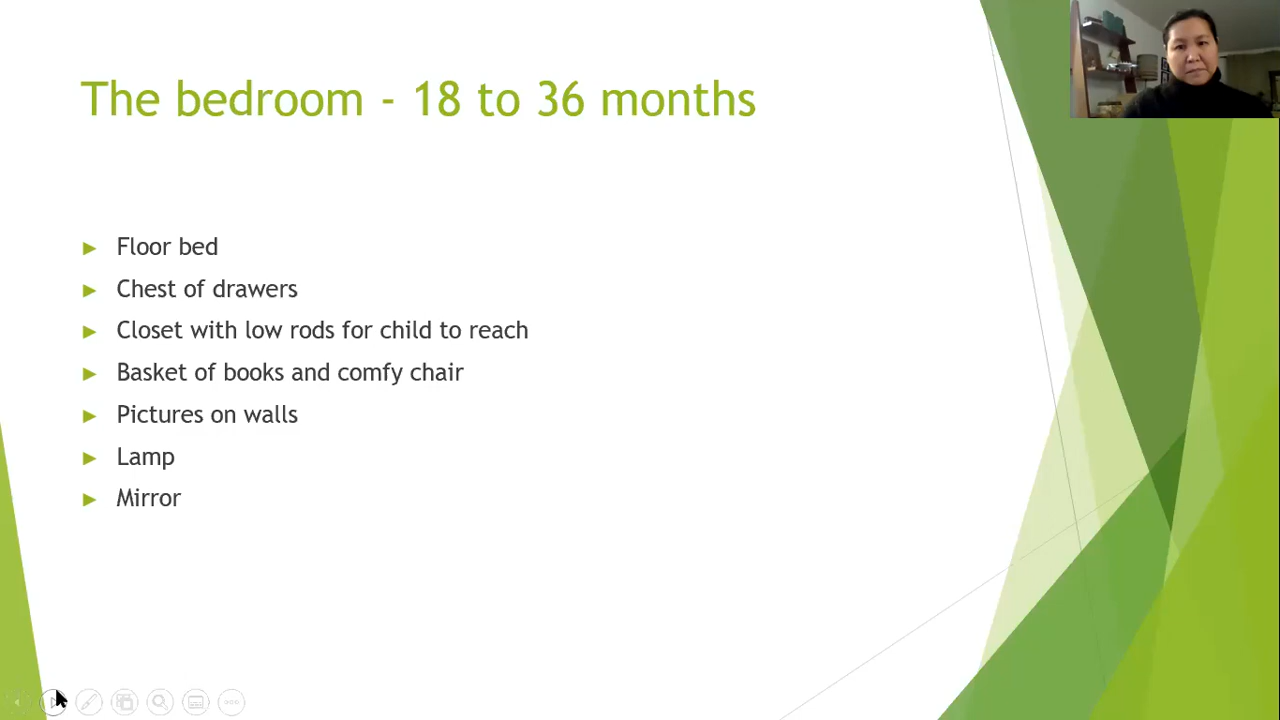 The bedroom - 18 to 36 months
Floor bed
Chest of drawers
Closet with low rods for child to reach
Basket of books and comfy chair
Pictures on walls
Lamp
Mirror